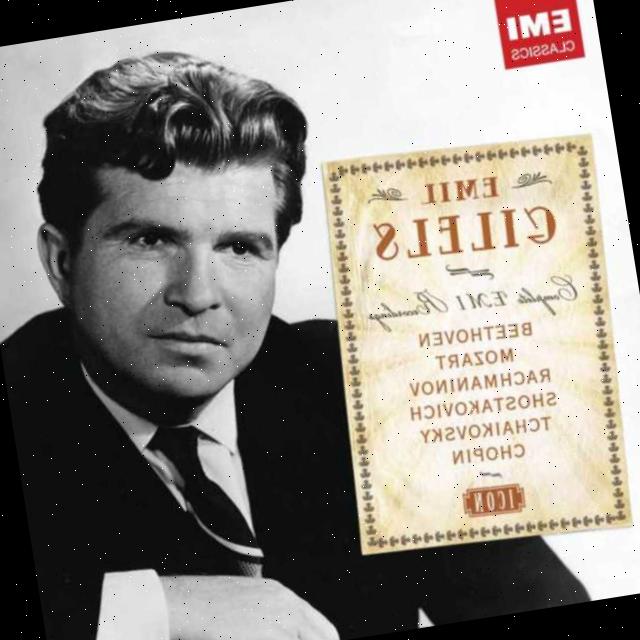 EMI
CLASSICS
EMIL
GILELS
Complete EMI Recordings
BEETHOVEN
MOZART
RACHMANINOV
SHOSTAKOVICH
TCHAIKOVSKY
CHOPIN
ICON